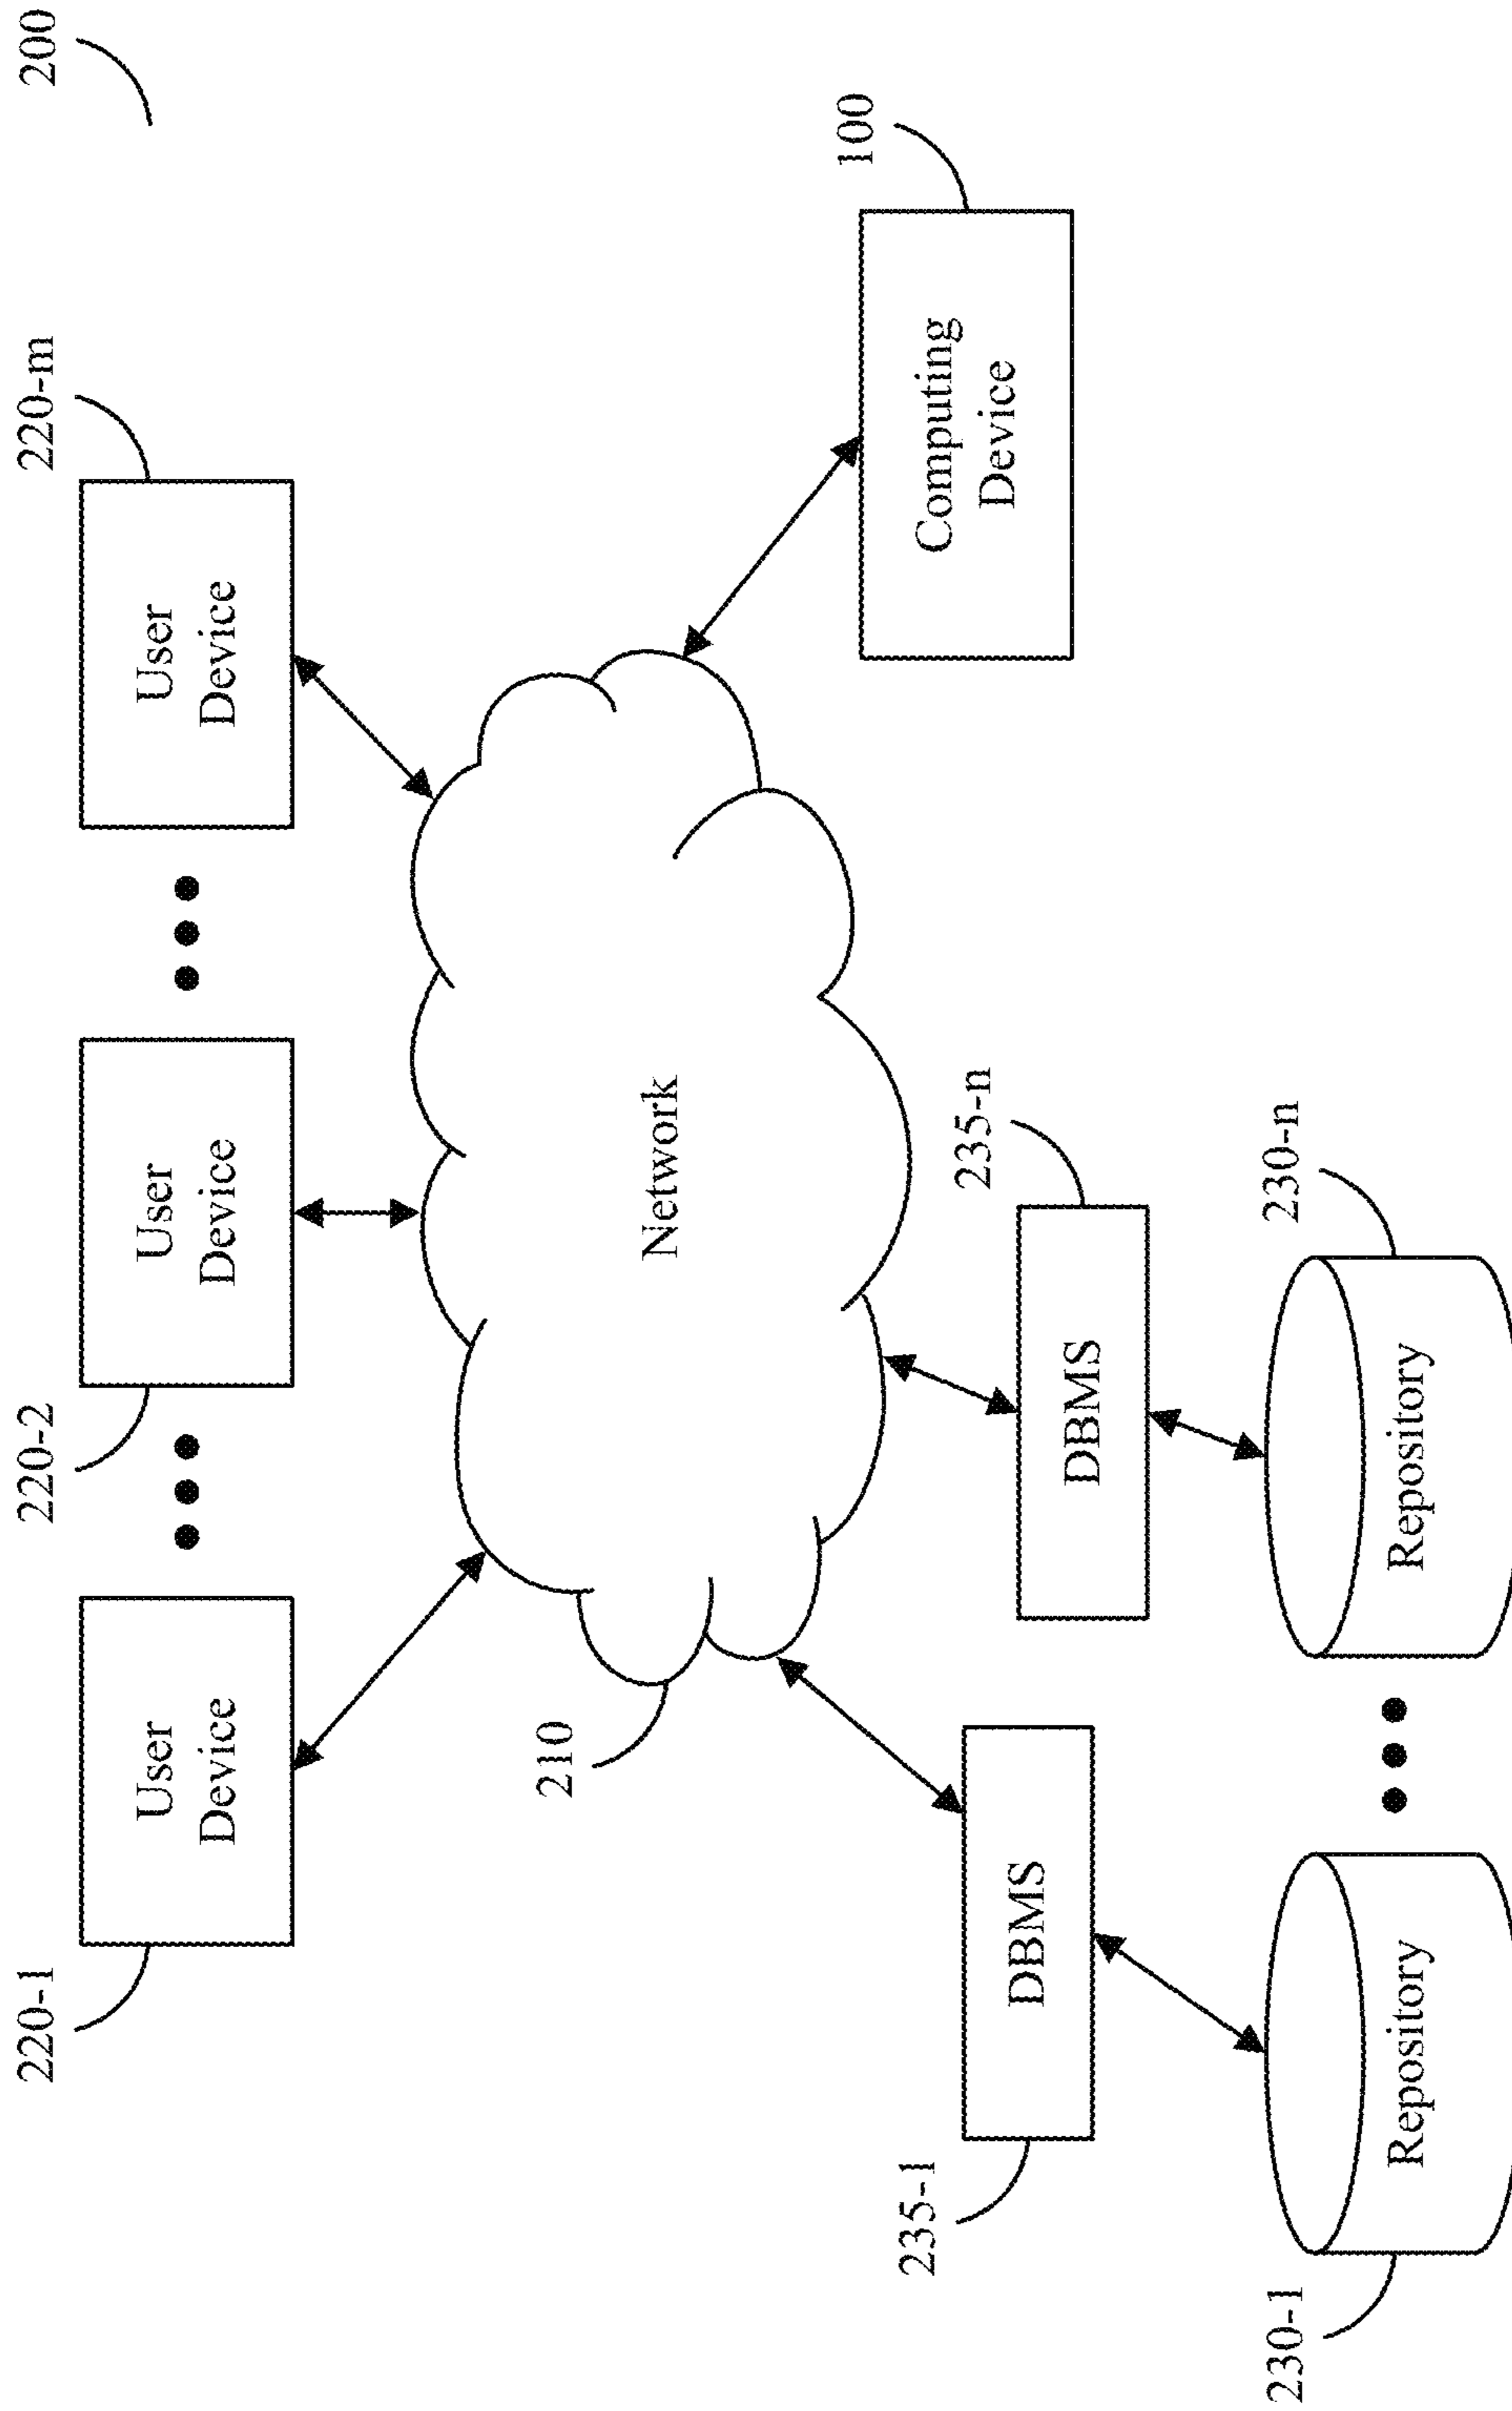 200
220-1
User
Device
220-2
User
Device
220-m
User
Device
210
Network
100
Computing
Device
235-1
DBMS
235-n
DBMS
230-1
Repository
230-n
Repository